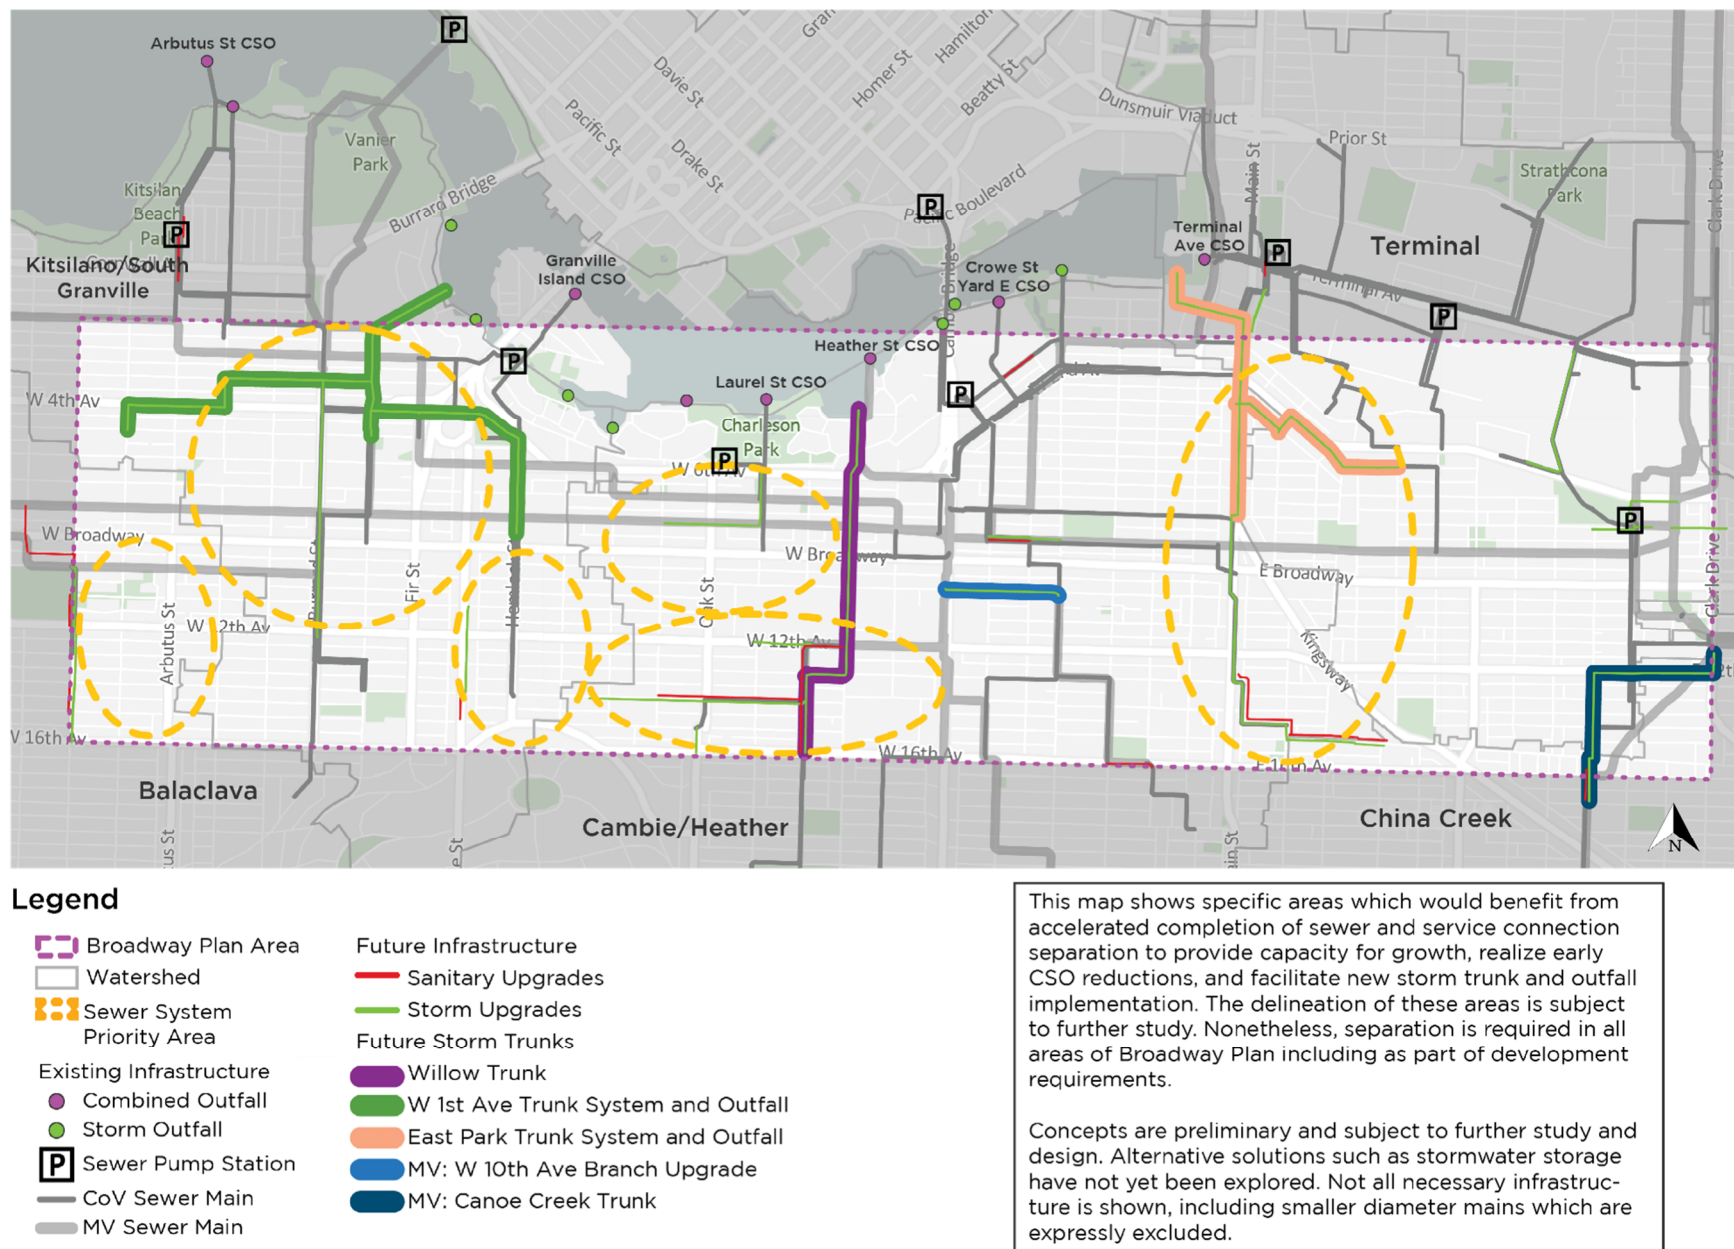 Arbutus St CSO
P
Davie St
Homer St
Hamilton
Beatty St
Pacific St
Drake St
Dunsmuir Viaduct
Prior St
Main St
Clark Drive
Strathcona
Park
Vanier
Park
Burrard Bridge
Kitsilano
Beach
Park
P
P
Pacific Boulevard
Terminal
Ave CSO
P
Terminal
Kitsilano/South
Granville
Granville
Island CSO
Crowe St
Yard E CSO
Terminal Av
P
Heather St CSO
P
Laurel St CSO
P
W 4th Av
Charleson
Park
P
W 6th Av
P
W Broadway
W Broadway
E Broadway
Fir St
Oak St
Arbutus St
W 12th Av
W 12th Av
Kingsway
Clark Drive
W 16th Av
W 16th Av
E 16th Av
Balaclava
Cambie/Heather
China Creek
N
Legend
Broadway Plan Area
Watershed
Sewer System
Priority Area
Existing Infrastructure
Combined Outfall
Storm Outfall
P Sewer Pump Station
CoV Sewer Main
MV Sewer Main
Future Infrastructure
Sanitary Upgrades
Storm Upgrades
Future Storm Trunks
Willow Trunk
W 1st Ave Trunk System and Outfall
East Park Trunk System and Outfall
MV: W 10th Ave Branch Upgrade
MV: Canoe Creek Trunk
This map shows specific areas which would benefit from
accelerated completion of sewer and service connection
separation to provide capacity for growth, realize early
CSO reductions, and facilitate new storm trunk and outfall
implementation. The delineation of these areas is subject
to further study. Nonetheless, separation is required in all
areas of Broadway Plan including as part of development
requirements.
Concepts are preliminary and subject to further study and
design. Alternative solutions such as stormwater storage
have not yet been explored. Not all necessary infrastruc-
ture is shown, including smaller diameter mains which are
expressly excluded.